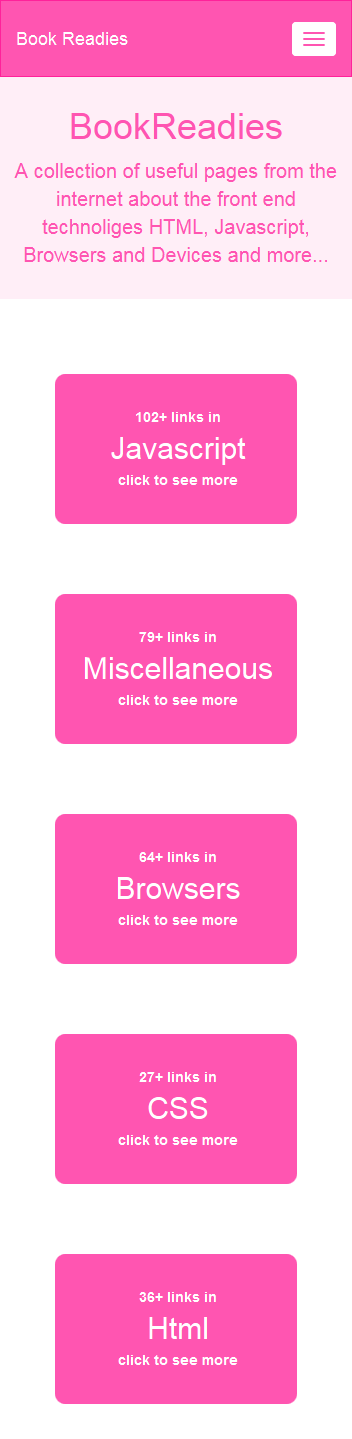 Book Readies
BookReadies
A collection of useful pages from the
internet about the front end
technoliges HTML, Javascript,
Browsers and Devices and more...
102+ links in
Javascript
click to see more
79+ links in
Miscellaneous
click to see more
64+ links in
Browsers
click to see more
27+ links in
CSS
click to see more
36+ links in
Html
click to see more